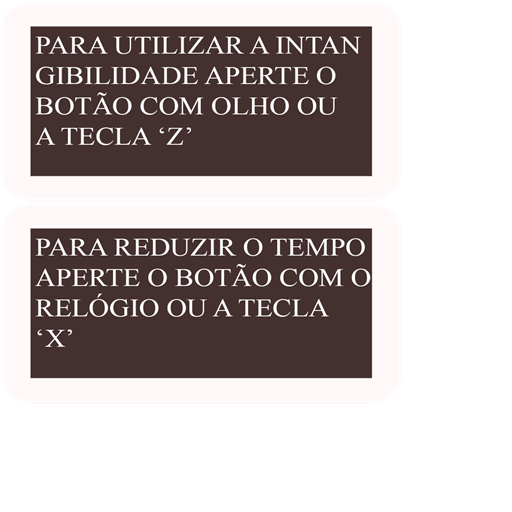 PARA UTILIZAR A INTAN
GIBILIDADE APERTE O
BOTÃO COM OLHO OU
A TECLA ‘Z’
PARA REDUZIR O TEMPO
APERTE O BOTÃO COM O
RELÓGIO OU A TECLA
‘X’